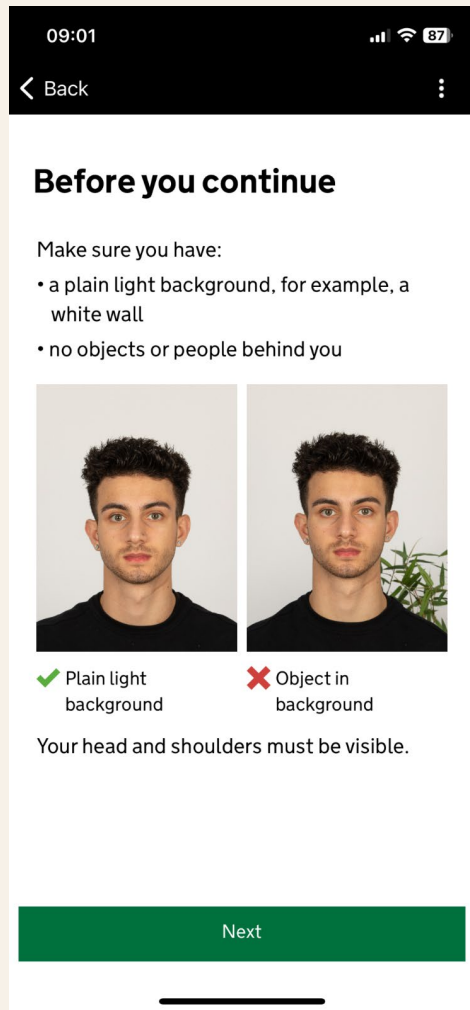 09:01
87
Back
Before you continue
Make sure you have:
• a plain light background, for example, a
white wall
• no objects or people behind you
Plain light
background
Object in
background
Your head and shoulders must be visible.
Next